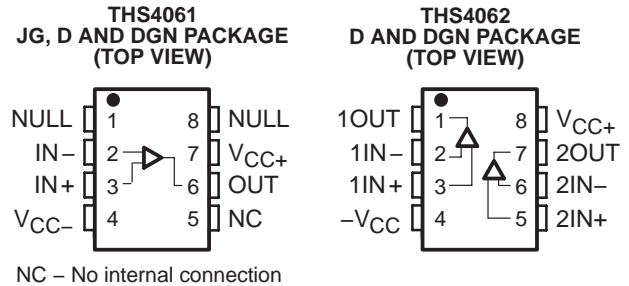 THS4061
JG, D AND DGN PACKAGE
(TOP VIEW)
NULL 1 8 NULL
IN− 2 7 VCC+
IN+ 3 6 OUT
VCC− 4 5 NC
NC − No internal connection
THS4062
D AND DGN PACKAGE
(TOP VIEW)
1OUT 1 8 VCC+
1IN− 2 7 2OUT
1IN+ 3 6 2IN−
−VCC 4 5 2IN+